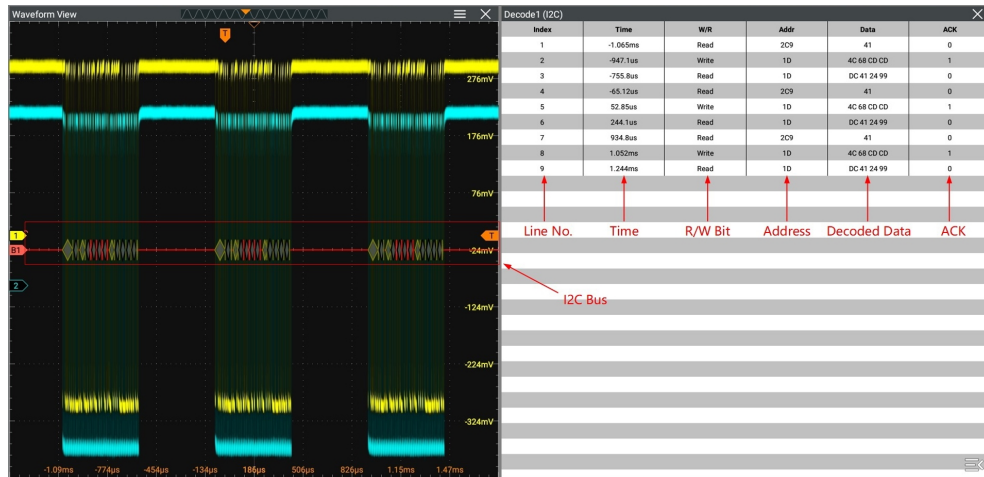 Waveform View
T
276mV
176mV
76mV
1
T
B1
-24mV
2
-124mV
-224mV
-324mV
-1.09ms -774μs -454μs -134μs 186μs 506μs 826μs 1.15ms 1.47ms
Decode1 (I2C)
Index Time W/R Addr Data ACK
1 -1.065ms Read 2C9 41 0
2 -947.1us Write 1D 4C 68 CD CD 1
3 -755.8us Read 1D DC 41 24 99 0
4 -65.12us Read 2C9 41 0
5 52.85us Write 1D 4C 68 CD CD 1
6 244.1us Read 1D DC 41 24 99 0
7 934.8us Read 2C9 41 0
8 1.052ms Write 1D 4C 68 CD CD 1
9 1.244ms Read 1D DC 41 24 99 0
Line No. Time R/W Bit Address Decoded Data ACK
I2C Bus